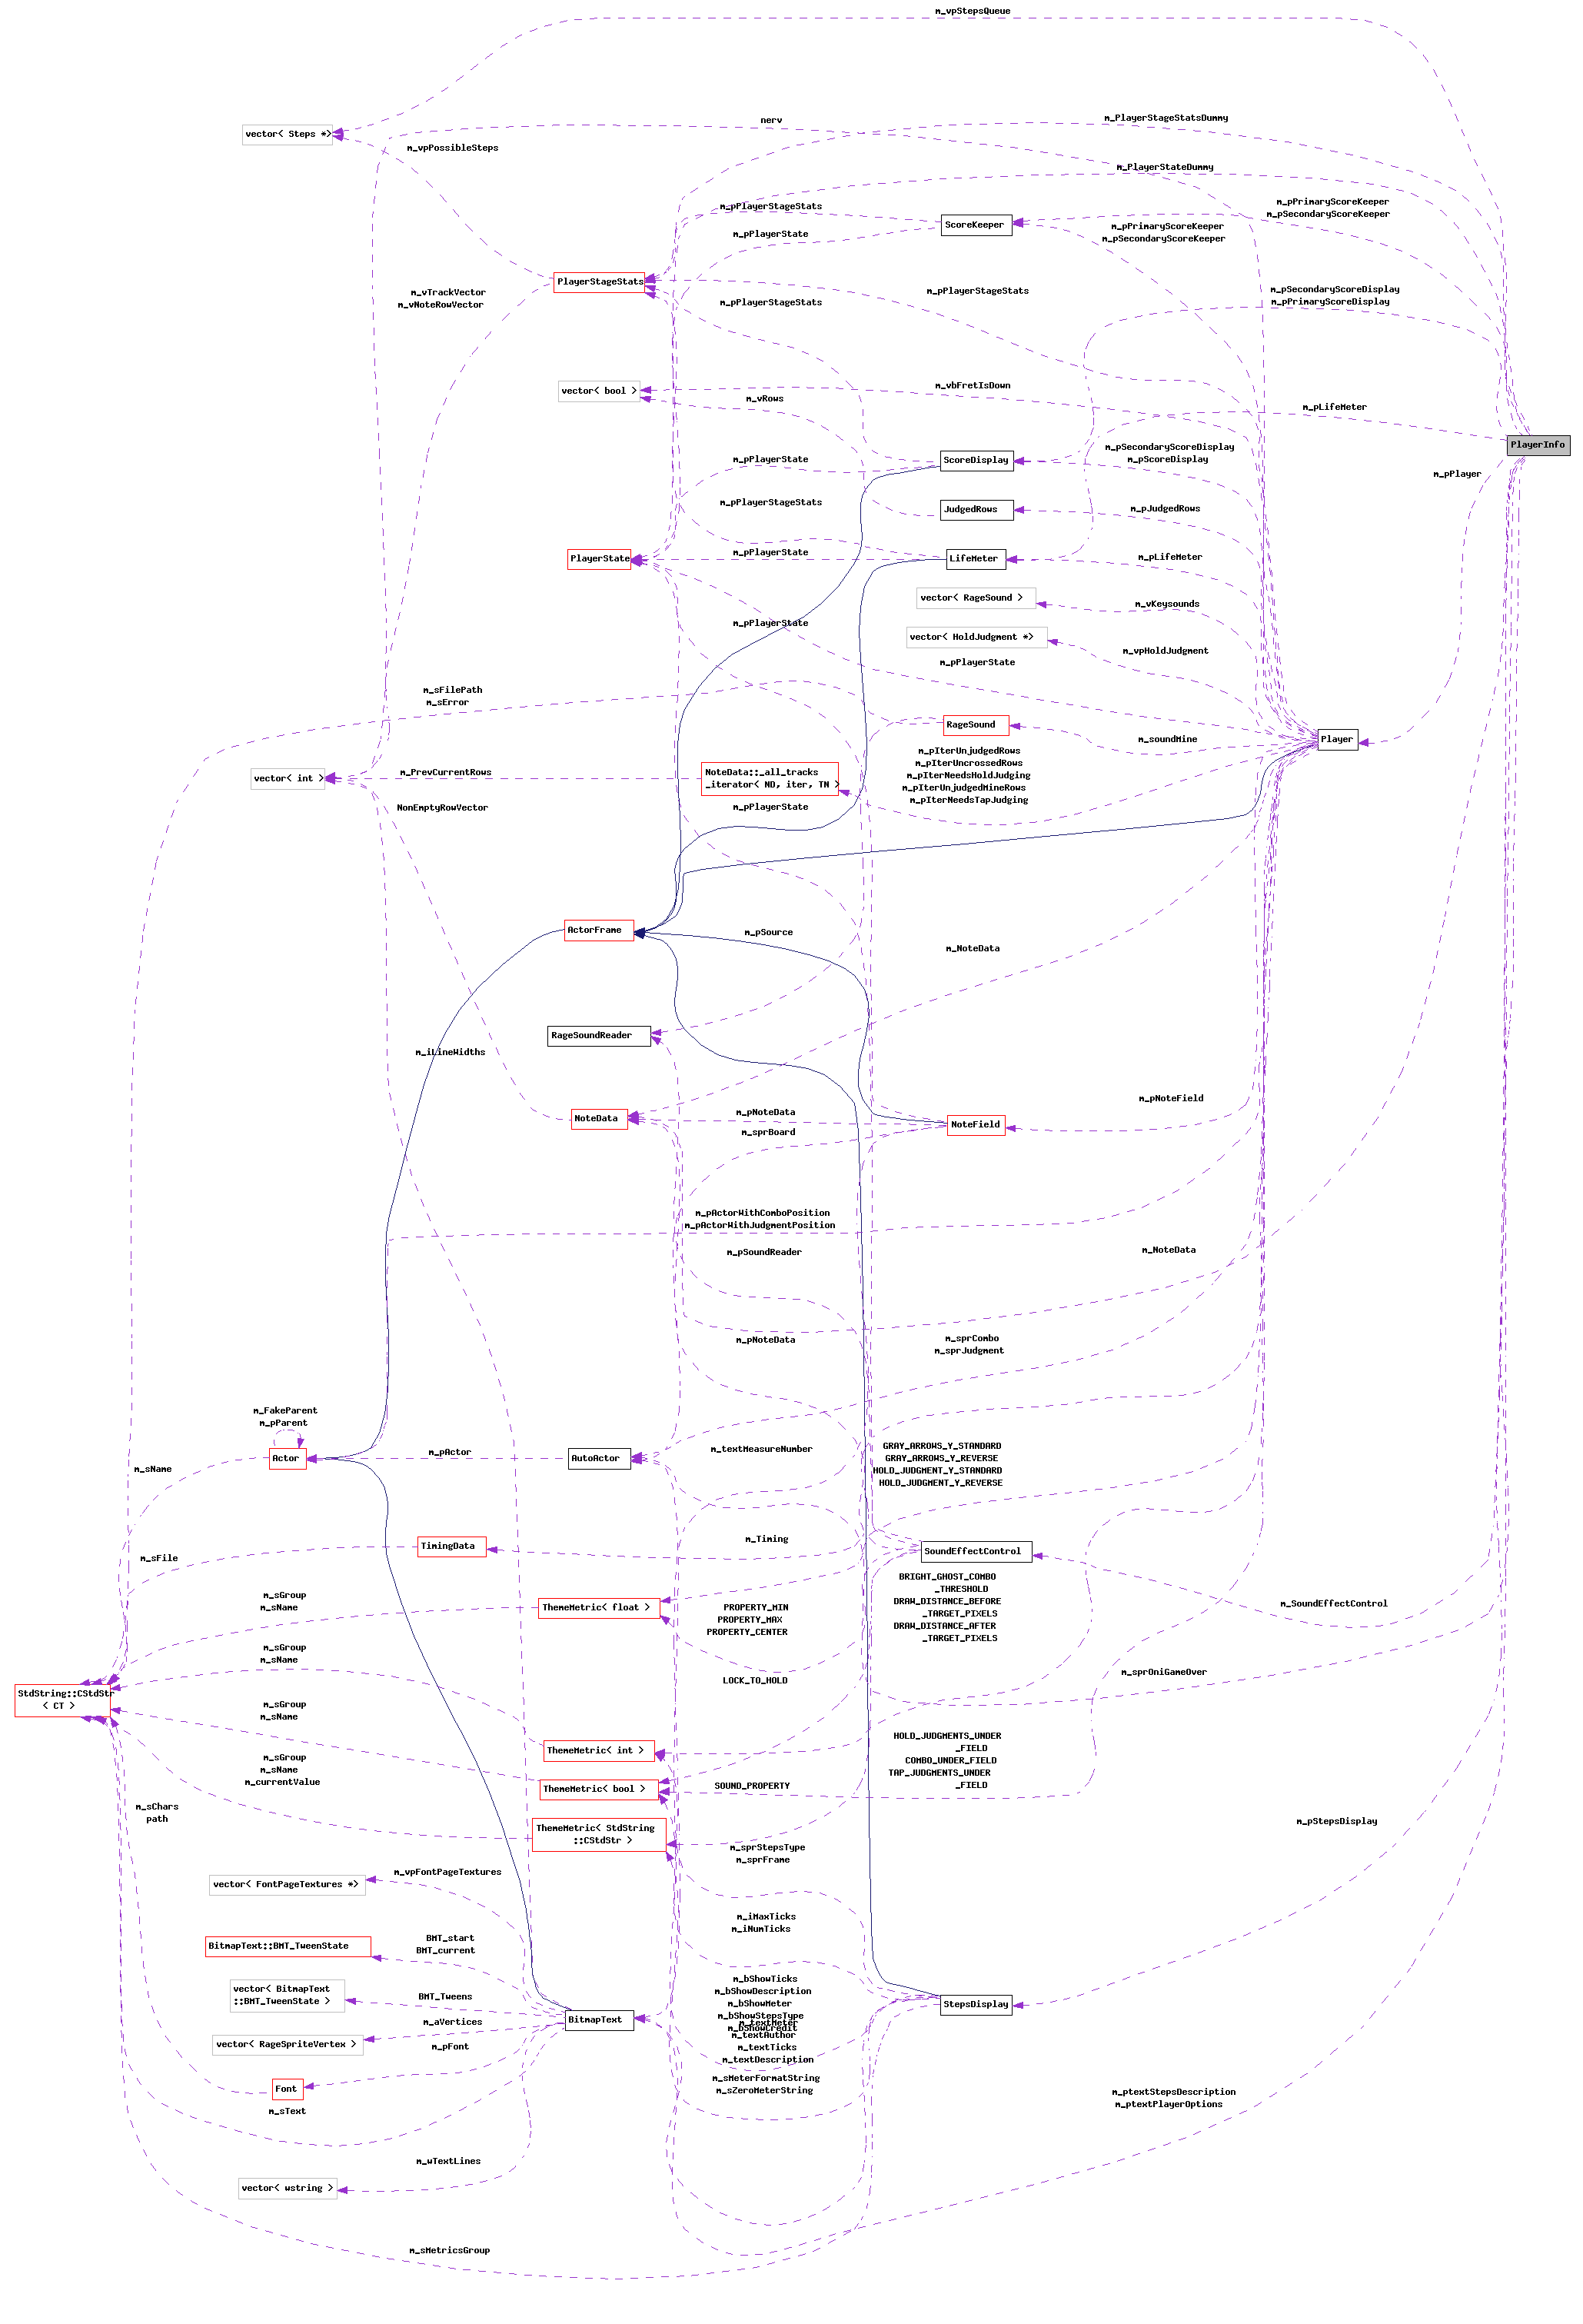 m_vpStepsQueue
nerv
m_PlayerStageStatsDummy
vector< Steps *>
m_vpPossibleSteps
m_PlayerStateDummy
m_pPlayerStageStats
m_pPrimaryScoreKeeper
m_pSecondaryScoreKeeper
ScoreKeeper
m_pPrimaryScoreKeeper
m_pSecondaryScoreKeeper
m_pPlayerState
PlayerStageStats
m_vTrackVector
m_vNoteRowVector
m_pPlayerStageStats
m_pPlayerStageStats
m_pSecondaryScoreDisplay
m_pPrimaryScoreDisplay
vector< bool >
m_vbFretIsDown
m_vRows
m_pLifeMeter
PlayerInfo
m_pSecondaryScoreDisplay
m_pScoreDisplay
ScoreDisplay
m_pPlayerState
m_pPlayer
m_pPlayerStageStats
JudgedRows
m_pJudgedRows
PlayerState
m_pPlayerState
LifeMeter
m_pLifeMeter
vector< RageSound >
m_vKeysounds
m_pPlayerState
vector< HoldJudgment *>
m_vpHoldJudgment
m_pPlayerState
m_sFilePath
m_sError
RageSound
m_soundMine
Player
vector< int >
m_PrevCurrentRows
NoteData::_all_tracks
_iterator< ND, iter, TN >
m_pIterUnjudgedRows
m_pIterUncrossedRows
m_pIterNeedsHoldJudging
m_pIterUnjudgedMineRows
m_pIterNeedsTapJudging
NonEmptyRowVector
m_pPlayerState
ActorFrame
m_pSource
m_NoteData
RageSoundReader
m_iLineWidths
m_pNoteField
NoteData
m_pNoteData
m_sprBoard
NoteField
m_pActorWithComboPosition
m_pActorWithJudgmentPosition
m_pSoundReader
m_NoteData
m_pNoteData
m_sprCombo
m_sprJudgment
m_FakeParent
m_pParent
Actor
m_pActor
AutoActor
m_textMeasureNumber
GRAY_ARROWS_Y_STANDARD
GRAY_ARROWS_Y_REVERSE
HOLD_JUDGMENT_Y_STANDARD
HOLD_JUDGMENT_Y_REVERSE
m_sName
TimingData
m_Timing
m_sFile
SoundEffectControl
m_sGroup
m_sName
ThemeMetric< float >
PROPERTY_MIN
PROPERTY_MAX
PROPERTY_CENTER
BRIGHT_GHOST_COMBO
_THRESHOLD
DRAW_DISTANCE_BEFORE
_TARGET_PIXELS
DRAW_DISTANCE_AFTER
_TARGET_PIXELS
m_SoundEffectControl
m_sGroup
m_sName
LOCK_TO_HOLD
m_sprOniGameOver
StdString::CStdStr
< CT >
m_sGroup
m_sName
ThemeMetric< int >
HOLD_JUDGMENTS_UNDER
_FIELD
COMBO_UNDER_FIELD
TAP_JUDGMENTS_UNDER
_FIELD
m_sGroup
m_sName
m_currentValue
ThemeMetric< bool >
SOUND_PROPERTY
m_sChars
path
ThemeMetric< StdString
::CStdStr >
m_pStepsDisplay
m_sprStepsType
m_sprFrame
vector< FontPageTextures *>
m_vpFontPageTextures
m_iMaxTicks
m_iNumTicks
BitmapText::BMT_TweenState
BMT_start
BMT_current
vector< BitmapText
::BMT_TweenState >
BMT_Tweens
m_bShowTicks
m_bShowDescription
m_bShowMeter
m_bShowStepsType
m_bShowCredit
StepsDisplay
BitmapText
m_textMeter
m_textAuthor
m_textTicks
m_textDescription
vector< RageSpriteVertex >
m_aVertices
m_pFont
Font
m_sMeterFormatString
m_sZeroMeterString
m_sText
m_ptextStepsDescription
m_ptextPlayerOptions
m_wTextLines
vector< wstring >
m_sMetricsGroup